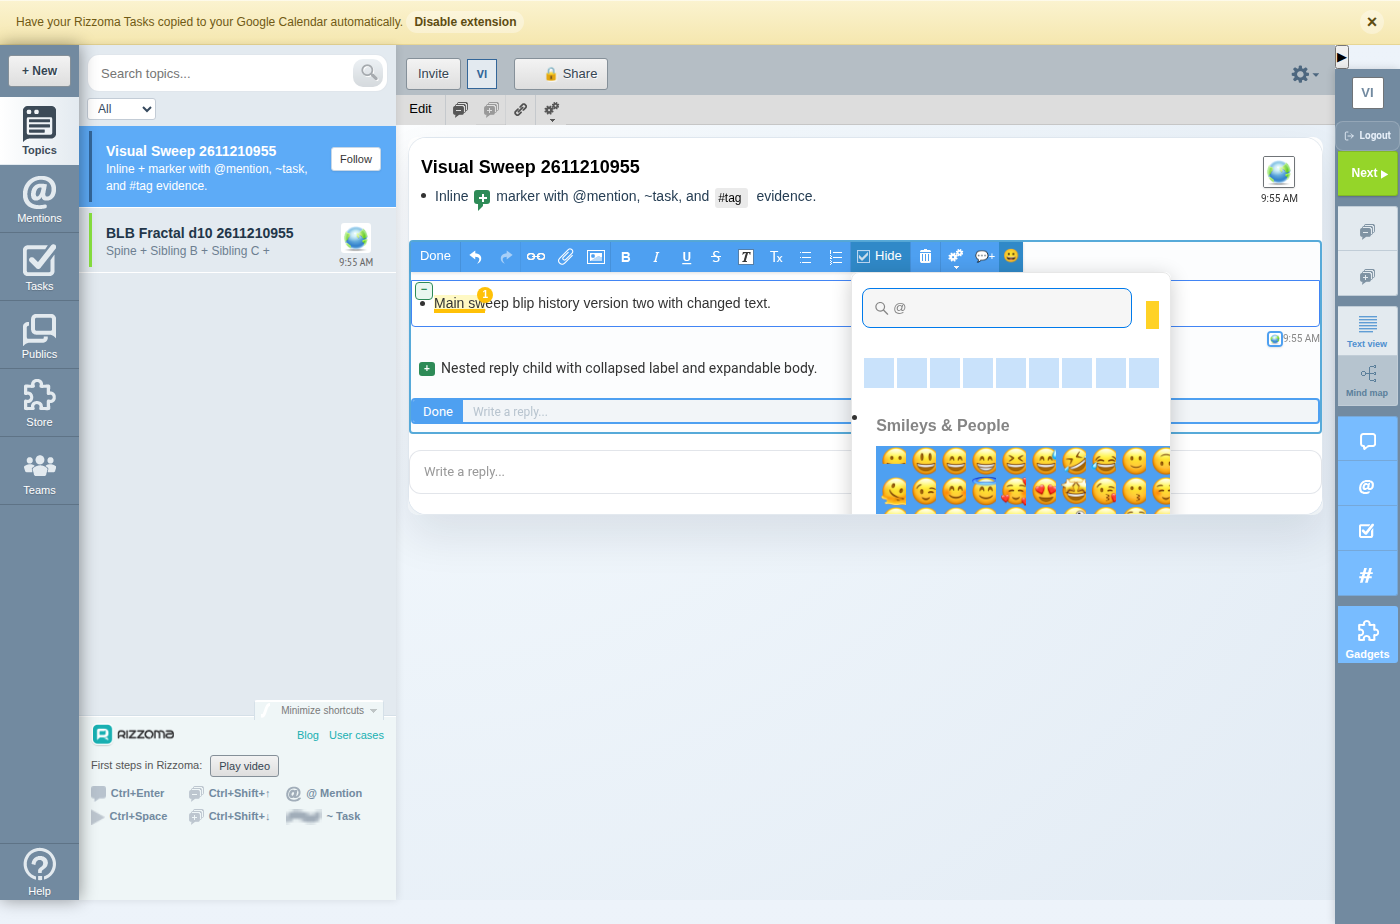 Have your Rizzoma Tasks copied to your Google Calendar automatically. Disable extension ×
+ New
Topics
Mentions
Tasks
Publics
Store
Teams
Help
Search topics...
All
Visual Sweep 2611210955
Inline + marker with @mention, ~task,
and #tag evidence.
Follow
BLB Fractal d10 2611210955
Spine + Sibling B + Sibling C +
9:55 AM
Minimize shortcuts
RIZZOMA
Blog User cases
First steps in Rizzoma: Play video
Ctrl+Enter Ctrl+Shift+↑ @ @ Mention
Ctrl+Space Ctrl+Shift+↓ ~ Task
Invite VI Share
Edit
Visual Sweep 2611210955
Inline + marker with @mention, ~task, and #tag evidence.
9:55 AM
Done B I U S T Tx Hide
1
Main sweep blip history version two with changed text.
9:55 AM
+ Nested reply child with collapsed label and expandable body.
Done Write a reply...
Write a reply...
@
Smileys & People
VI
Logout
Next
Text view
Mind map
@
#
Gadgets